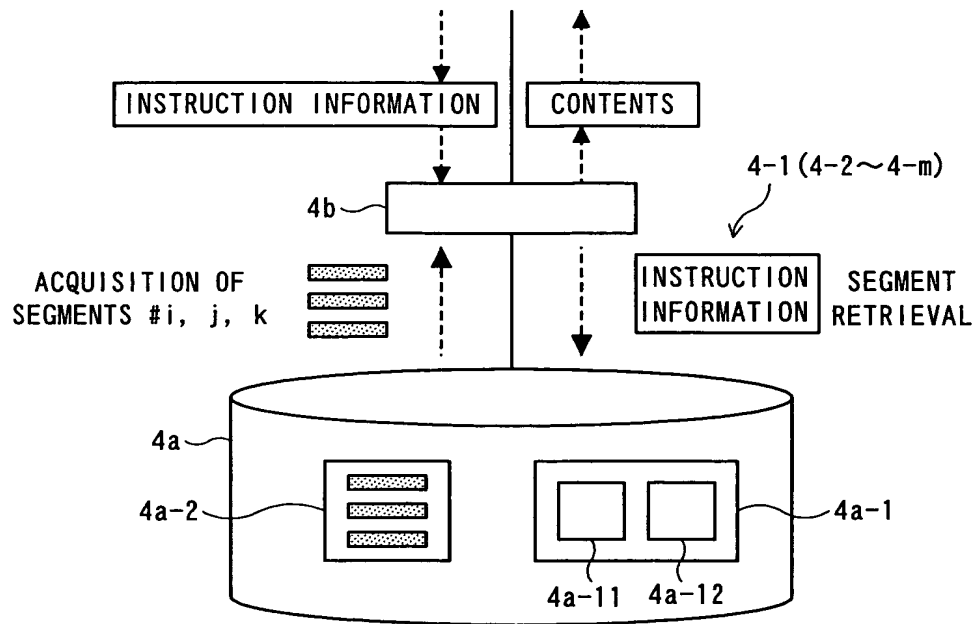 INSTRUCTION INFORMATION
CONTENTS
4-1(4-2～4-m)
4b
ACQUISITION OF
SEGMENTS #i, j, k
INSTRUCTION
INFORMATION
SEGMENT
RETRIEVAL
4a
4a-2
4a-1
4a-11
4a-12